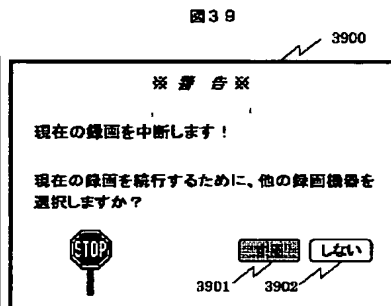 図39
3900
※ 警 告 ※
現在の録画を中断します！
現在の録画を続行するために、他の録画機器を
選択しますか？
STOP
する しない
3901 3902